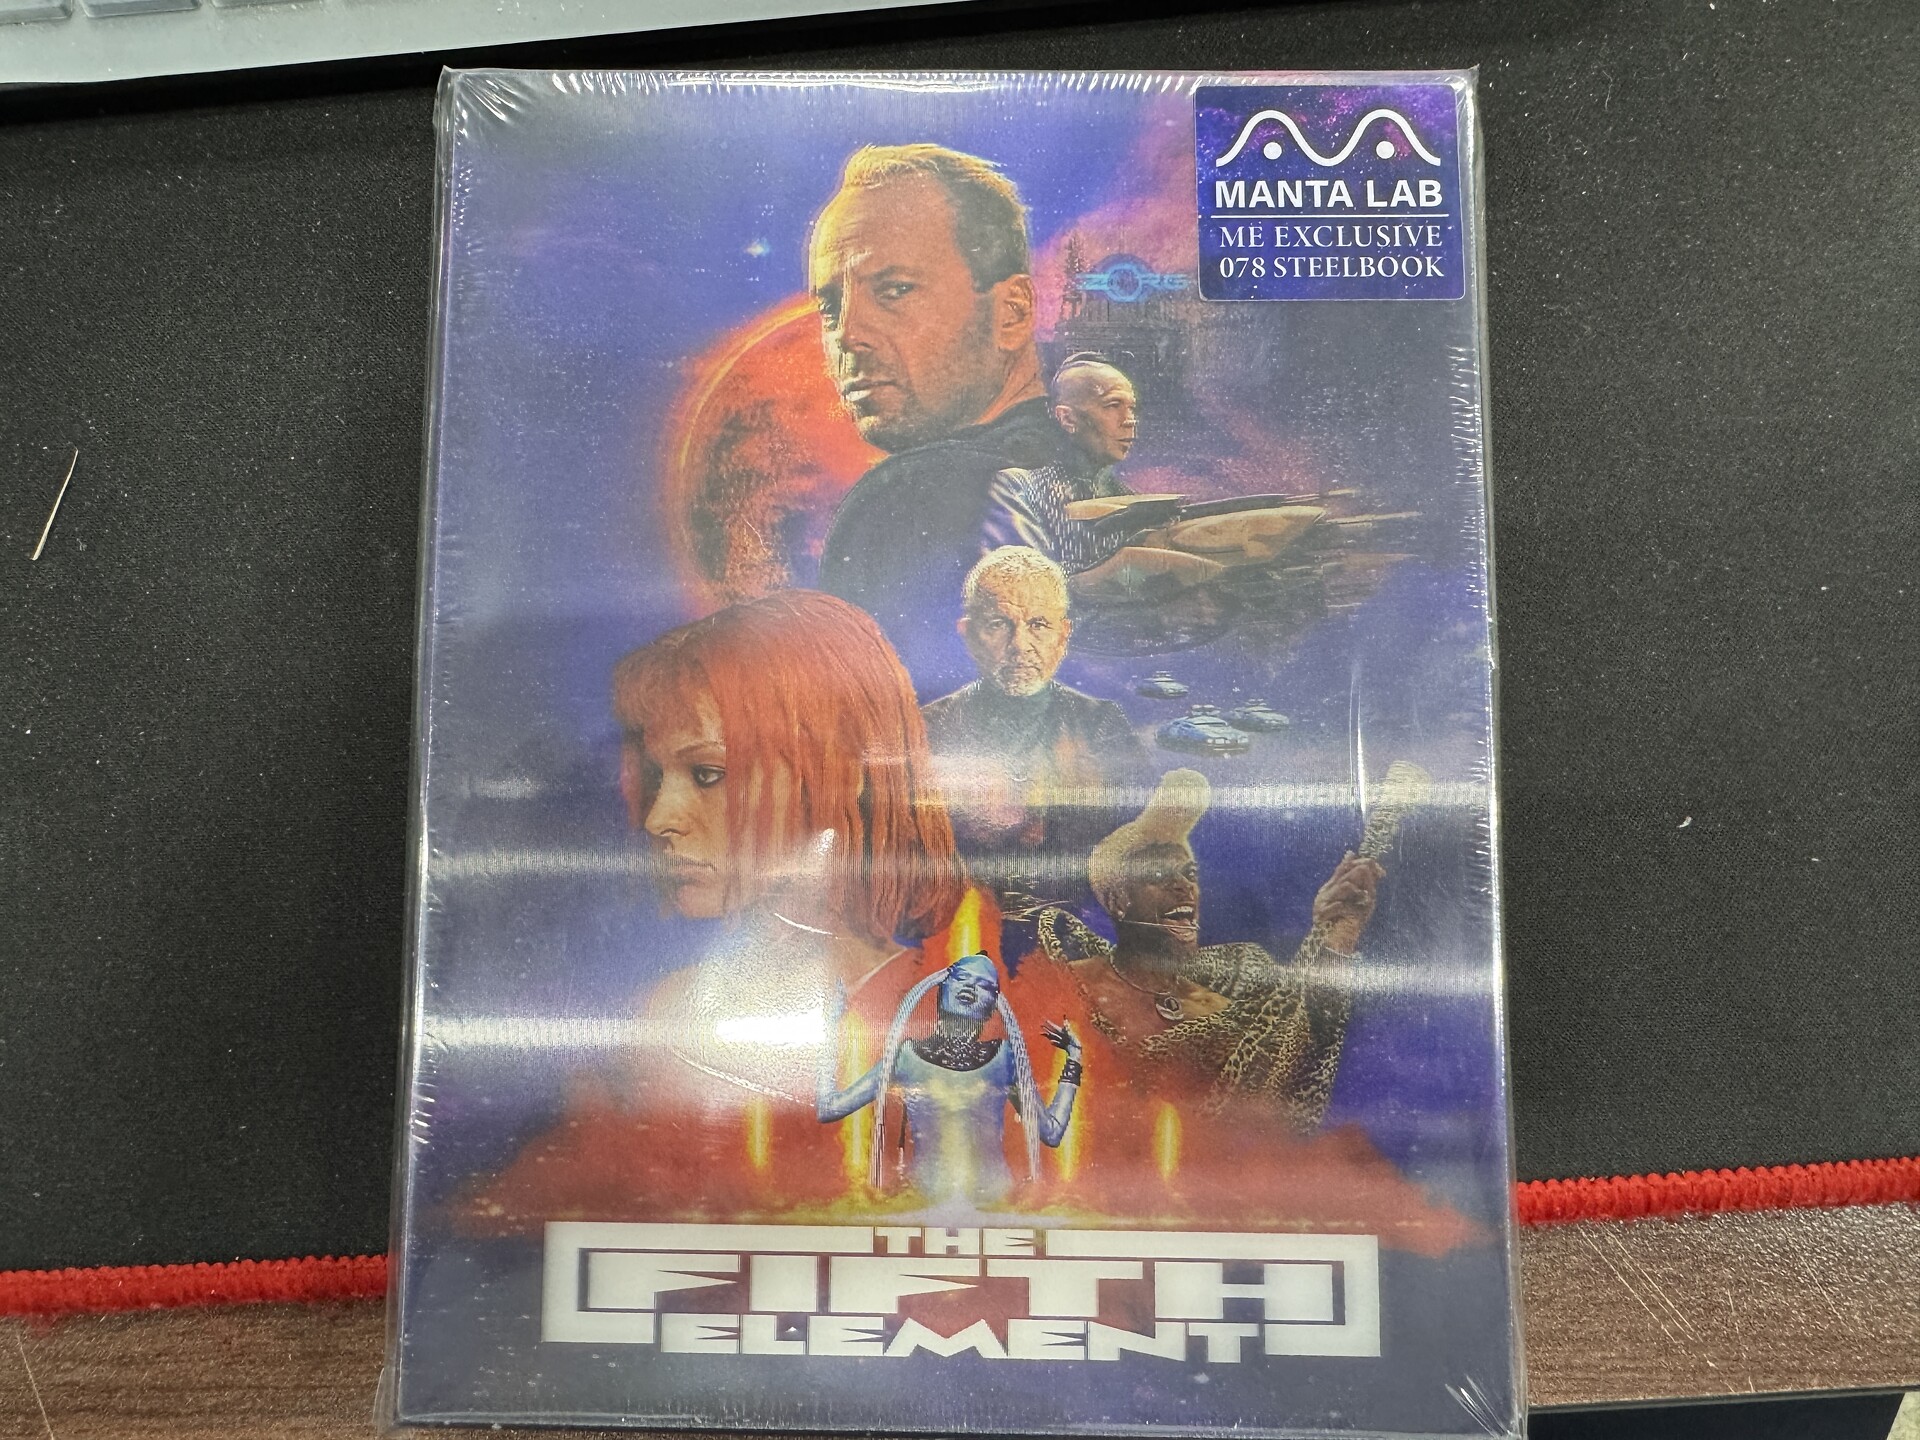 MANTA LAB
ME EXCLUSIVE
078 STEELBOOK
ZORG
THE
FIFTH
ELEMENT